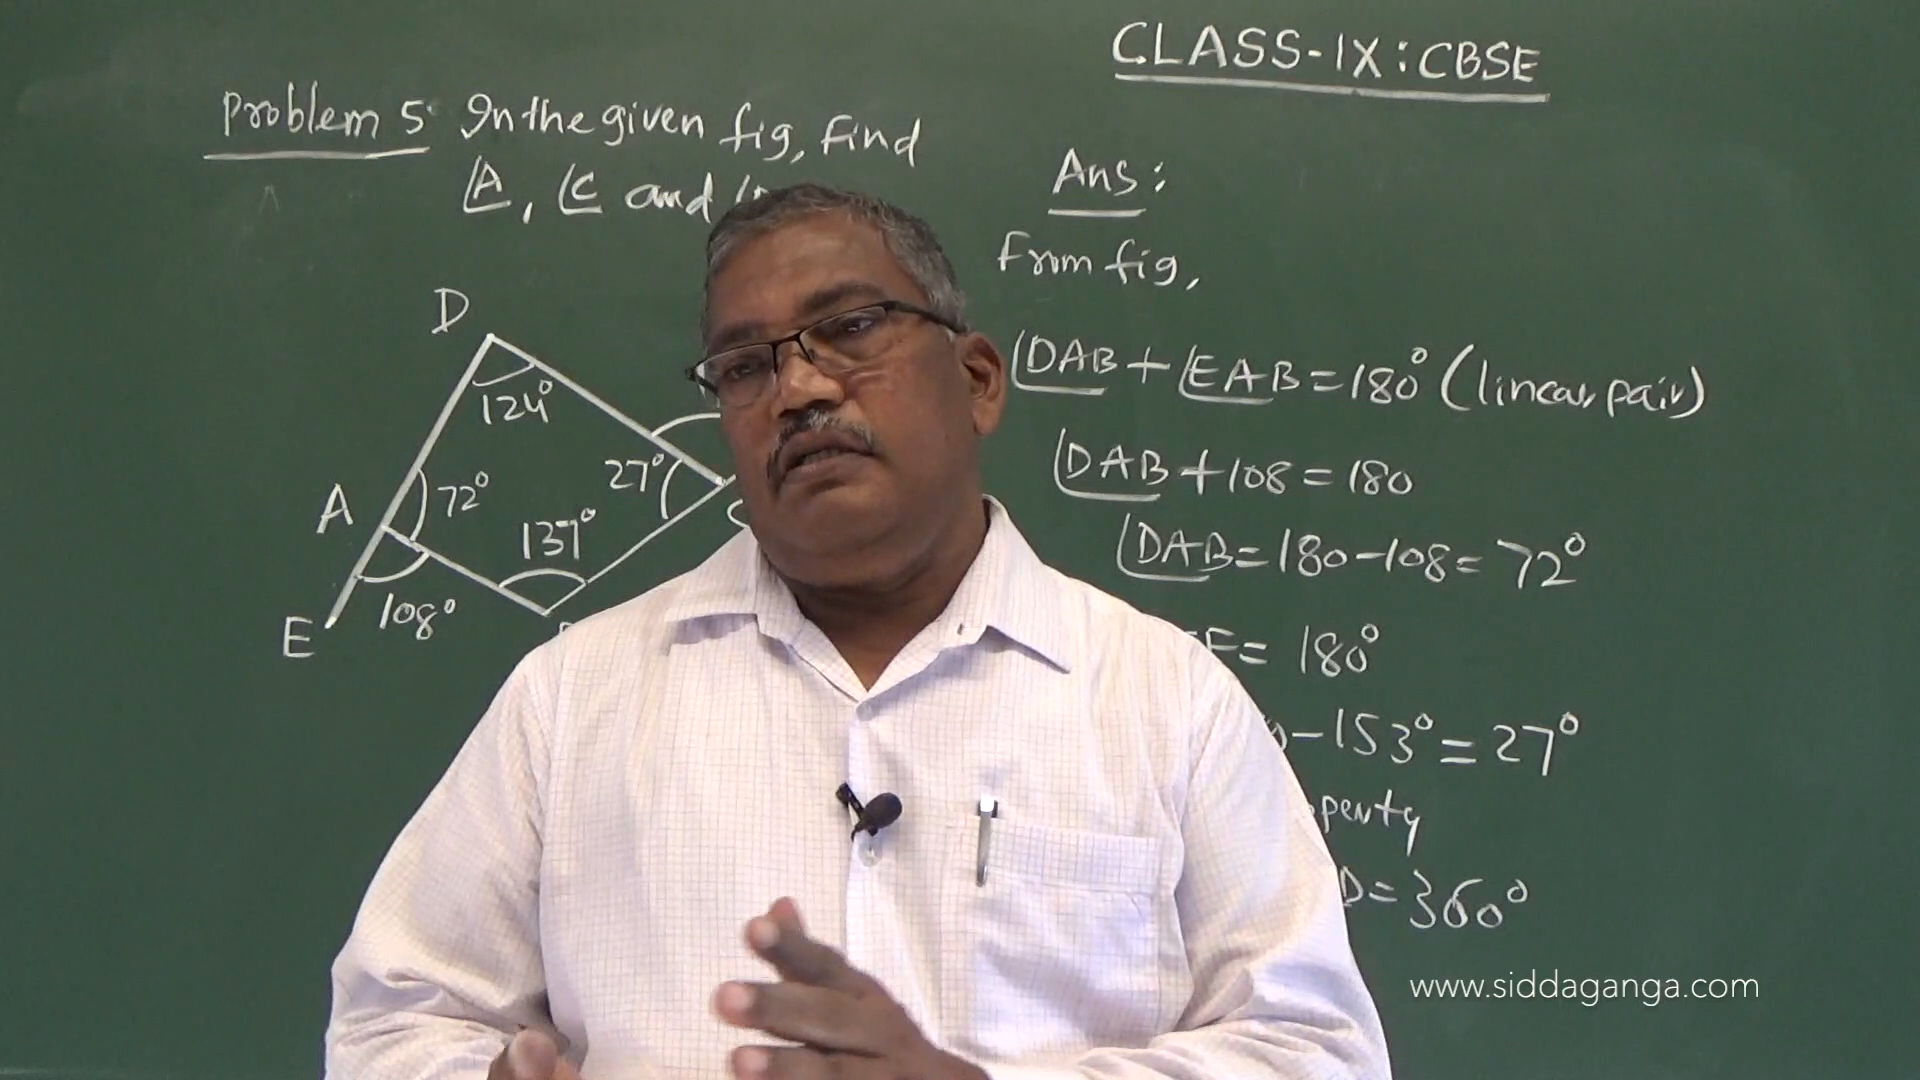 CLASS-IX: CBSE
Problem 5: In the given fig, find
∠A, ∠C and
Ans:
From fig,
D
124°
∠DAB + ∠EAB = 180° (linear pair)
27°
72°
∠DAB + 108 = 180
A
137°
∠DAB = 180 - 108 = 72°
108°
E
= 180°
- 153° = 27°
D = 360°
www.siddaganga.com